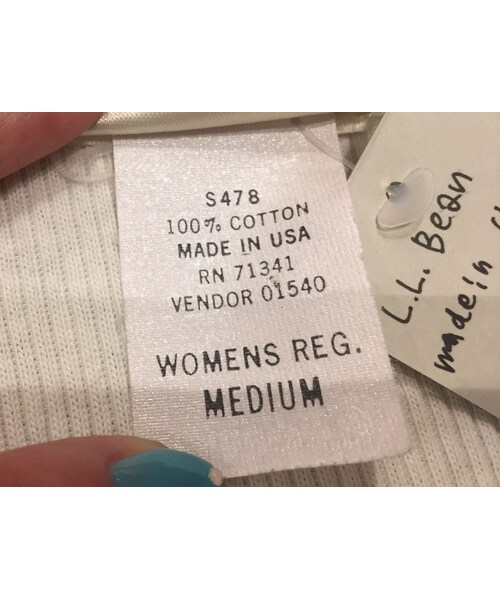 S478
100% COTTON
MADE IN USA
RN 71341
VENDOR 01540
WOMENS REG.
MEDIUM
L.L. Bean
made in